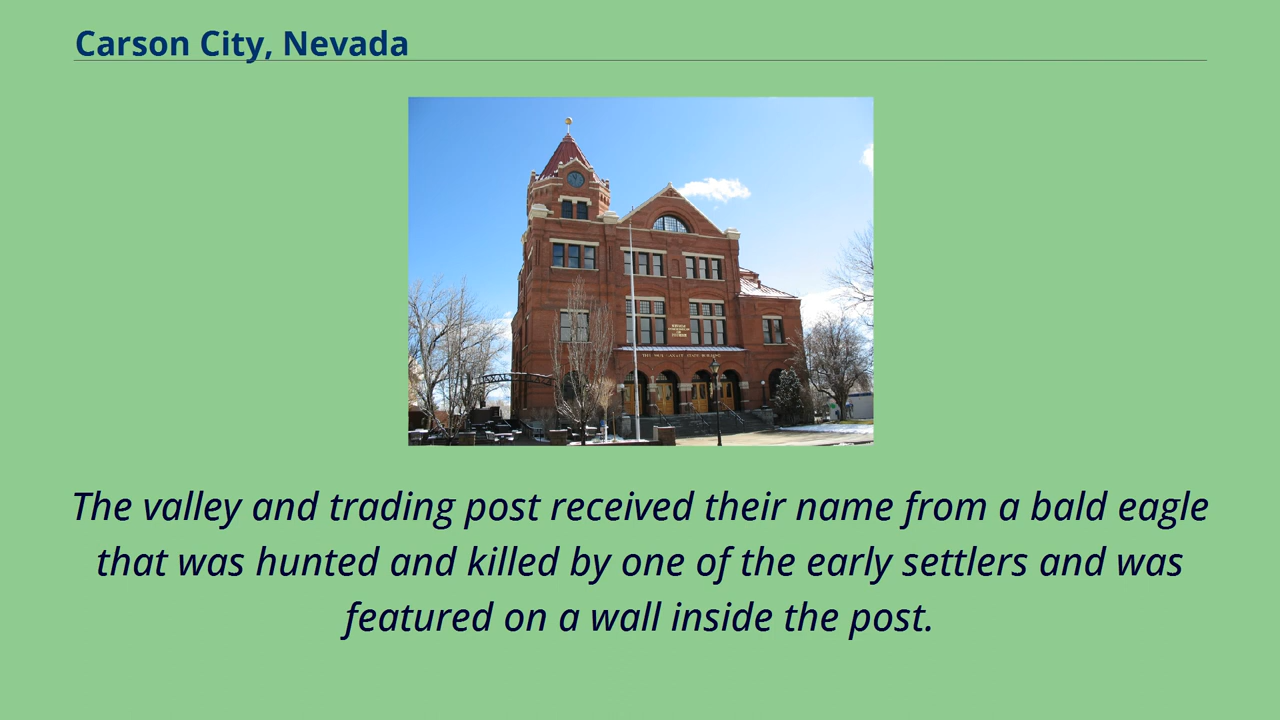 Carson City, Nevada
The valley and trading post received their name from a bald eagle
that was hunted and killed by one of the early settlers and was
featured on a wall inside the post.